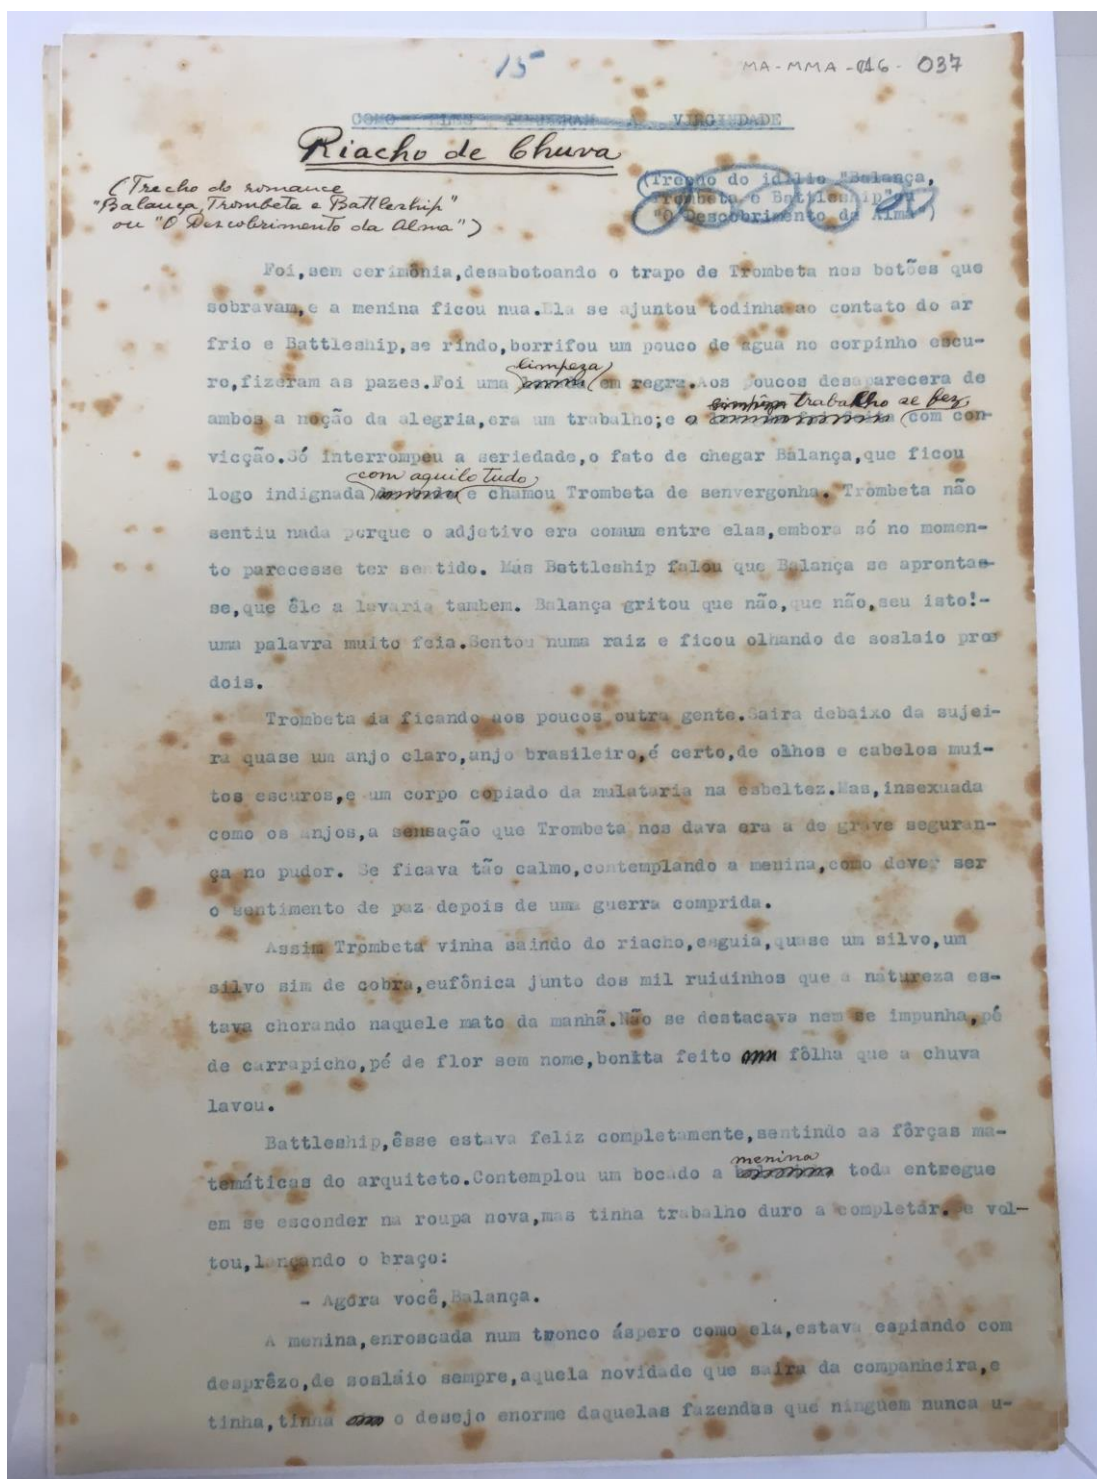 15
MA-MMA-016-037
COMO ELES PERDERAM A VIRGINDADE
Riacho de Chuva
(Trecho do romance
"Balança, Trombeta e Battleship"
ou "O Descobrimento da Alma")
(Trecho do idílio "Balança,
Trombeta e Battleship" ou
"O Descobrimento da Alma")
Foi,sem cerimônia,desabotoando o trapo de Trombeta nos botões que
sobravam,e a menina ficou nua.Ela se ajuntou todinha ao contato do ar
frio e Battleship,se rindo,borrifou um pouco de agua no corpinho escu-
limpeza
ro,fizeram as pazes.Foi uma em regra.Aos poucos desaparecera de
trabalho se fez
ambos a noção da alegria,era um trabalho;e o com con-
vicção.Só interrompeu a seriedade,o fato de chegar Balança,que ficou
com aquilo tudo
logo indignada e chamou Trombeta de senvergonha. Trombeta não
sentiu nada porque o adjetivo era comum entre elas,embora só no momen-
to parecesse ter sentido. Mas Battleship falou que Balança se apronta-
se,que êle a lavaria tambem. Balança gritou que não,que não,seu isto!-
uma palavra muito feia.Sentou numa raiz e ficou olhando de soslaio pros
dois.
Trombeta ia ficando aos poucos outra gente.Saira debaixo da sujei-
ra quase um anjo claro,anjo brasileiro,é certo,de olhos e cabelos mui-
tos escuros,e um corpo copiado da mulataria na esbeltez.Mas,insexuada
como os anjos,a sensação que Trombeta nos dava era a de grave seguran-
ça no pudor. Se ficava tão calmo,contemplando a menina,como dever ser
o sentimento de paz depois de uma guerra comprida.
Assim Trombeta vinha saindo do riacho,esguia,quase um silvo,um
silvo sim de cobra,eufônica junto dos mil ruidinhos que a natureza es-
tava chorando naquele mato da manhã.Não se destacava nem se impunha,pé
de carrapicho,pé de flor sem nome,bonita feito fôlha que a chuva
lavou.
Battleship,êsse estava feliz completamente,sentindo as fôrças ma-
menina
temáticas do arquiteto.Contemplou um bocado a toda entregue
em se esconder na roupa nova,mas tinha trabalho duro a completar.Se vol-
tou,lançando o braço:
- Agora você,Balança.
A menina,enroscada num tronco áspero como ela,estava espiando com
desprêzo,de soslaio sempre,aquela novidade que saira da companheira,e
tinha,tinha o desejo enorme daquelas fazendas que ninguem nunca u-